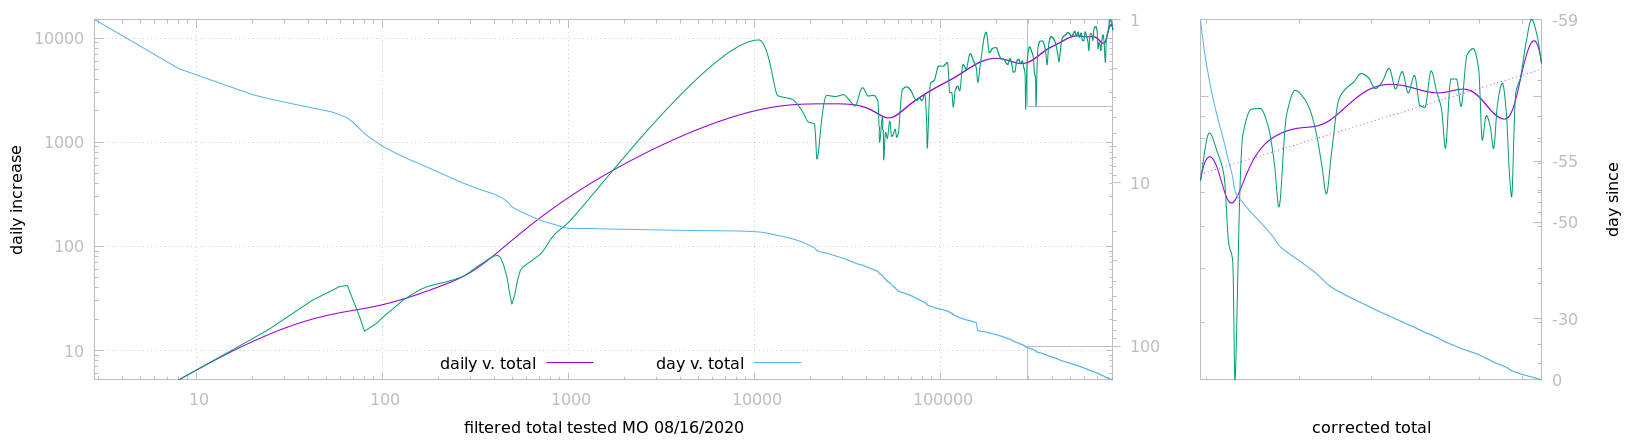 10000
1000
100
10
daily increase
daily v. total
day v. total
10
100
1000
10000
100000
filtered total tested MO 08/16/2020
1
10
100
-59
-55
-50
-30
0
day since
corrected total